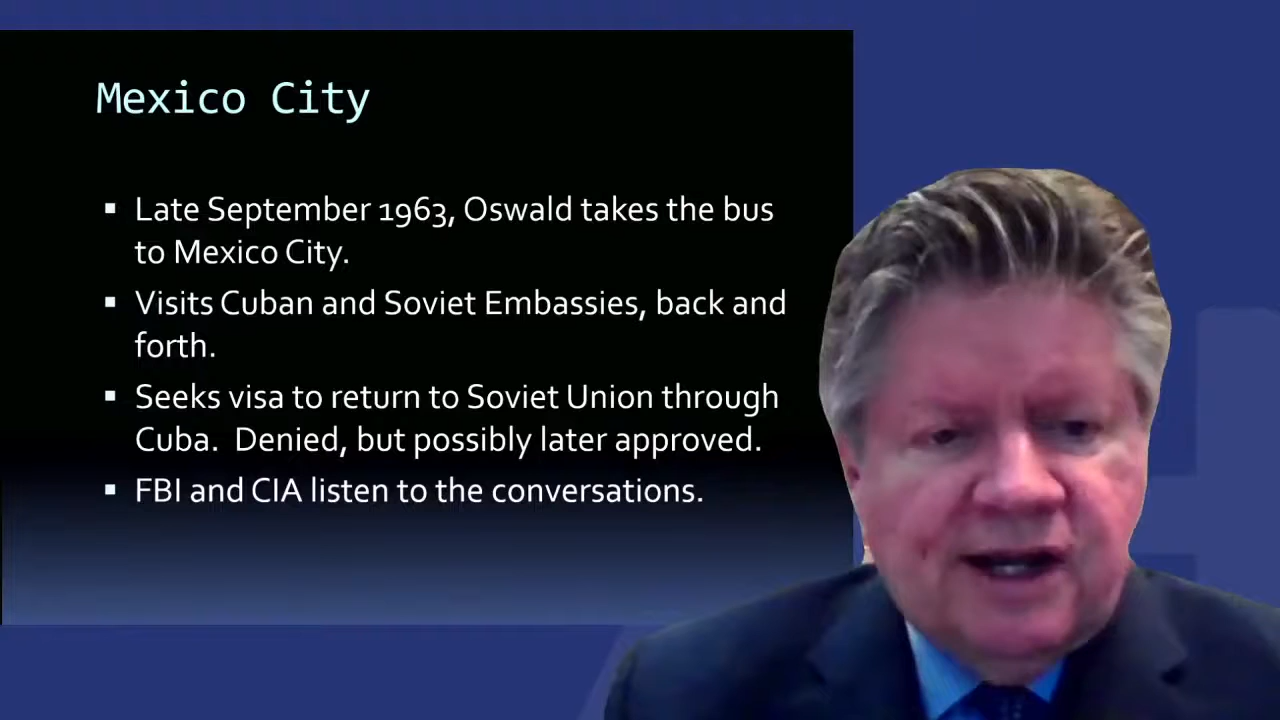 Mexico City
▪ Late September 1963, Oswald takes the bus
to Mexico City.
▪ Visits Cuban and Soviet Embassies, back and
forth.
▪ Seeks visa to return to Soviet Union through
Cuba.  Denied, but possibly later approved.
▪ FBI and CIA listen to the conversations.